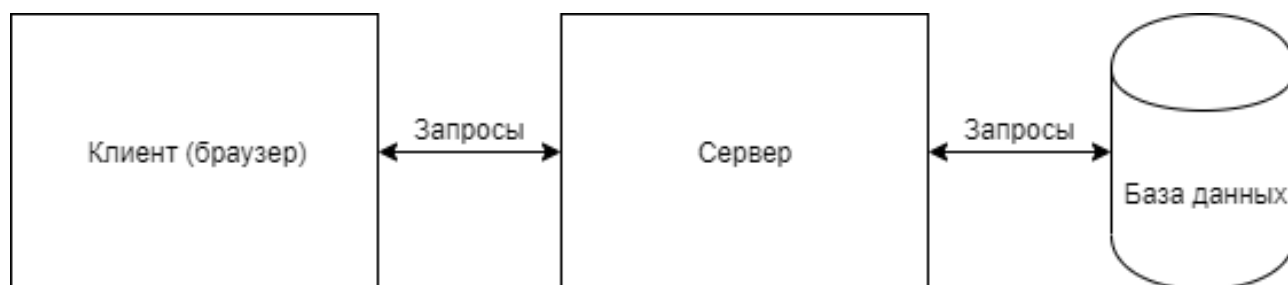 Клиент (браузер)
Запросы
Сервер
Запросы
База данных